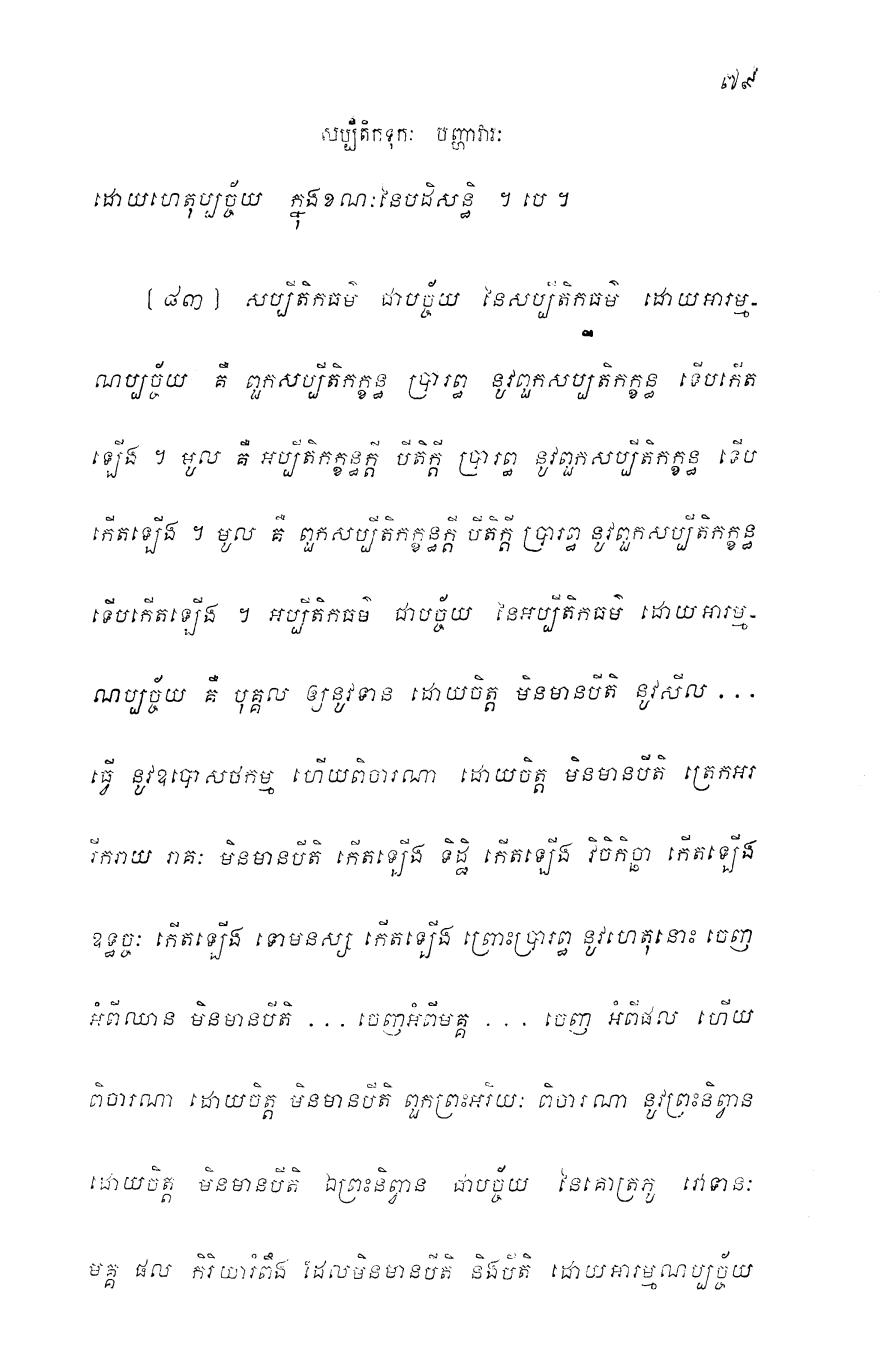 ៧៩
សប្បីតិកទុកៈ បញ្ហាវារៈ
ដោយហេតុប្បច្ច័យ ក្នុងខណៈនៃបដិសន្ធិ ។ បេ ។
[៨៣] សប្បីតិកធម៌ ជាបច្ច័យ នៃសប្បីតិកធម៌ ដោយអារម្ម-
ណប្បច្ច័យ គឺ ពួកសប្បីតិកក្ខន្ធ ប្រារព្ធ នូវពួកសប្បតិកក្ខន្ធ ទើបកើត
ឡើង ។ មូល គឺ អប្បីតិកក្ខន្ធក្តី បីតិក្តី ប្រារព្ធ នូវពួកសប្បីតិកក្ខន្ធ ទើប
កើតឡើង ។ មូល គឺ ពួកសប្បីតិកក្ខន្ធក្តី បីតិក្តី ប្រារព្ធ នូវពួកសប្បីតិកក្ខន្ធ
ទើបកើតឡើង ។ អប្បីតិកធម៌ ជាបច្ច័យ នៃអប្បីតិកធម៌ ដោយអារម្ម-
ណប្បច្ច័យ គឺ បុគ្គល ឲ្យនូវទាន ដោយចិត្ត មិនមានបីតិ នូវសីល ...
ធ្វើ នូវឧបោសថកម្ម ហើយពិចារណា ដោយចិត្ត មិនមានបីតិ ត្រេកអរ
រីករាយ រាគៈ មិនមានបីតិ កើតឡើង ទិដ្ឋិ កើតឡើង វិចិកិច្ឆា កើតឡើង
ឧទ្ធច្ចៈ កើតឡើង ទោមនស្ស កើតឡើង ព្រោះប្រារព្ធ នូវហេតុនោះ ចេញ
អំពីឈាន មិនមានបីតិ ... ចេញអំពីមគ្គ ... ចេញ អំពីផល ហើយ
ពិចារណា ដោយចិត្ត មិនមានបីតិ ពួកព្រះអរិយៈ ពិចារណា នូវព្រះនិព្វាន
ដោយចិត្ត មិនមានបីតិ ឯព្រះនិព្វាន ជាបច្ច័យ នៃគោត្រភូ វោទានៈ
មគ្គ ផល កិរិយារំពឹង ដែលមិនមានបីតិ និងបីតិ ដោយអារម្មណប្បច្ច័យ